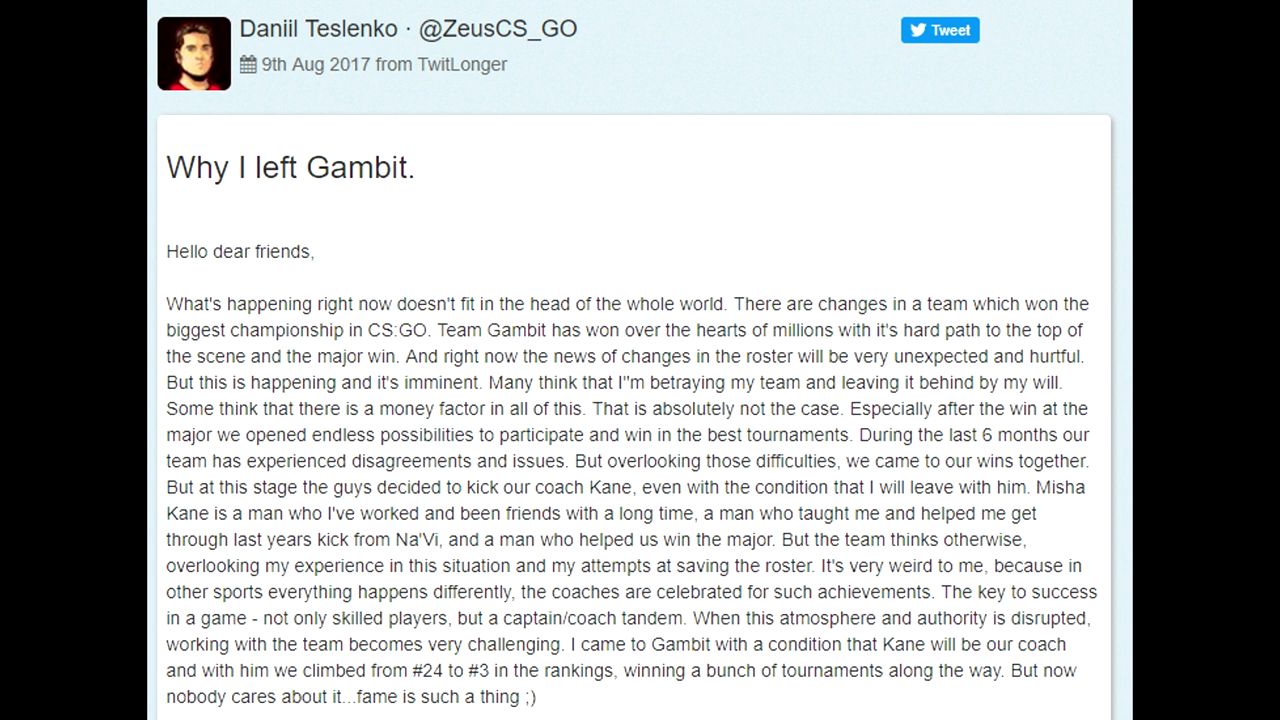 Daniil Teslenko · @ZeusCS_GO
Tweet
9th Aug 2017 from TwitLonger
Why I left Gambit.
Hello dear friends,
What's happening right now doesn't fit in the head of the whole world. There are changes in a team which won the
biggest championship in CS:GO. Team Gambit has won over the hearts of millions with it's hard path to the top of
the scene and the major win. And right now the news of changes in the roster will be very unexpected and hurtful.
But this is happening and it's imminent. Many think that I"m betraying my team and leaving it behind by my will.
Some think that there is a money factor in all of this. That is absolutely not the case. Especially after the win at the
major we opened endless possibilities to participate and win in the best tournaments. During the last 6 months our
team has experienced disagreements and issues. But overlooking those difficulties, we came to our wins together.
But at this stage the guys decided to kick our coach Kane, even with the condition that I will leave with him. Misha
Kane is a man who I've worked and been friends with a long time, a man who taught me and helped me get
through last years kick from Na'Vi, and a man who helped us win the major. But the team thinks otherwise,
overlooking my experience in this situation and my attempts at saving the roster. It's very weird to me, because in
other sports everything happens differently, the coaches are celebrated for such achievements. The key to success
in a game - not only skilled players, but a captain/coach tandem. When this atmosphere and authority is disrupted,
working with the team becomes very challenging. I came to Gambit with a condition that Kane will be our coach
and with him we climbed from #24 to #3 in the rankings, winning a bunch of tournaments along the way. But now
nobody cares about it...fame is such a thing ;)